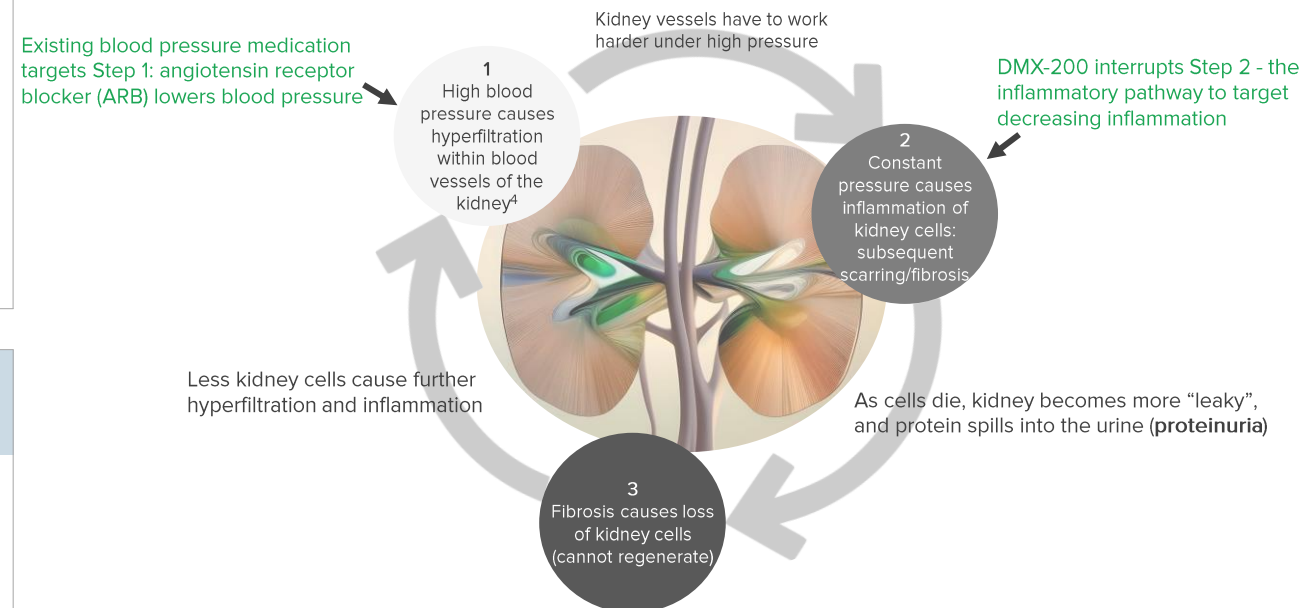 Kidney vessels have to work
harder under high pressure
Existing blood pressure medication
targets Step 1: angiotensin receptor
blocker (ARB) lowers blood pressure
1
High blood
pressure causes
hyperfiltration
within blood
vessels of the
kidney⁴
DMX-200 interrupts Step 2 - the
inflammatory pathway to target
decreasing inflammation
2
Constant
pressure causes
inflammation of
kidney cells:
subsequent
scarring/fibrosis
Less kidney cells cause further
hyperfiltration and inflammation
As cells die, kidney becomes more “leaky”,
and protein spills into the urine (proteinuria)
3
Fibrosis causes loss
of kidney cells
(cannot regenerate)